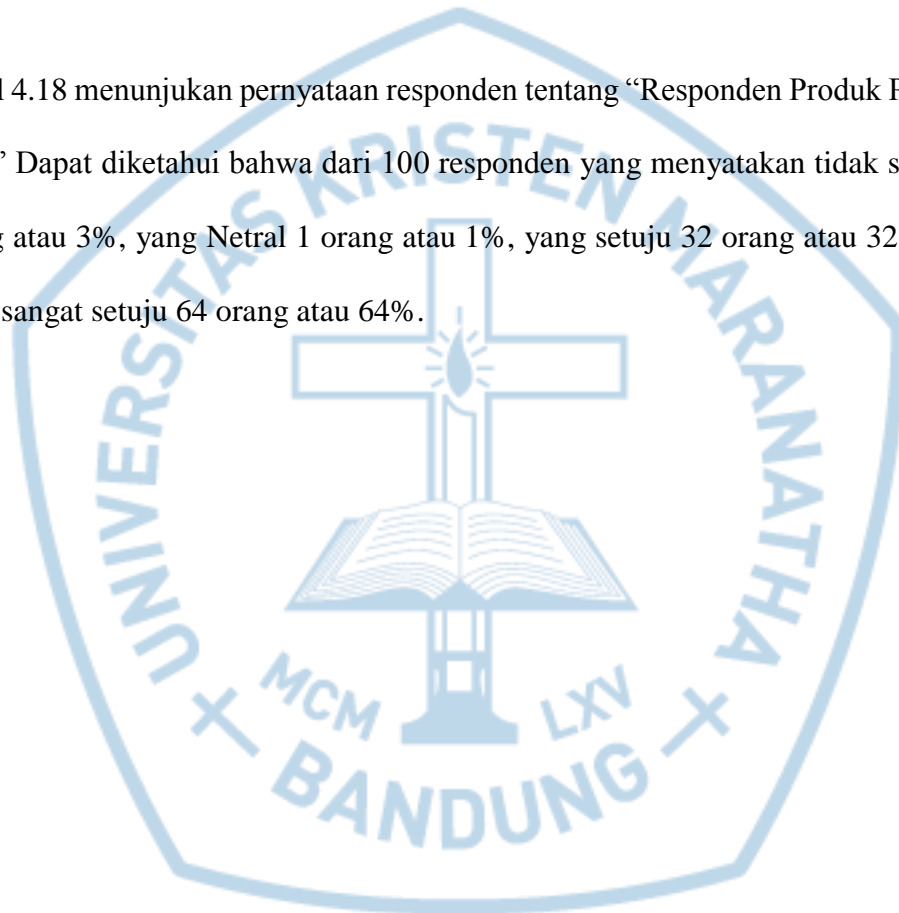 4.18 menunjukan pernyataan responden tentang “Responden Produk
” Dapat diketahui bahwa dari 100 responden yang menyatakan tidak
atau 3%, yang Netral 1 orang atau 1%, yang setuju 32 orang atau 32
sangat setuju 64 orang atau 64%.
UNIVERSITAS KRISTEN MARANATHA
MCM LXV
BANDUNG